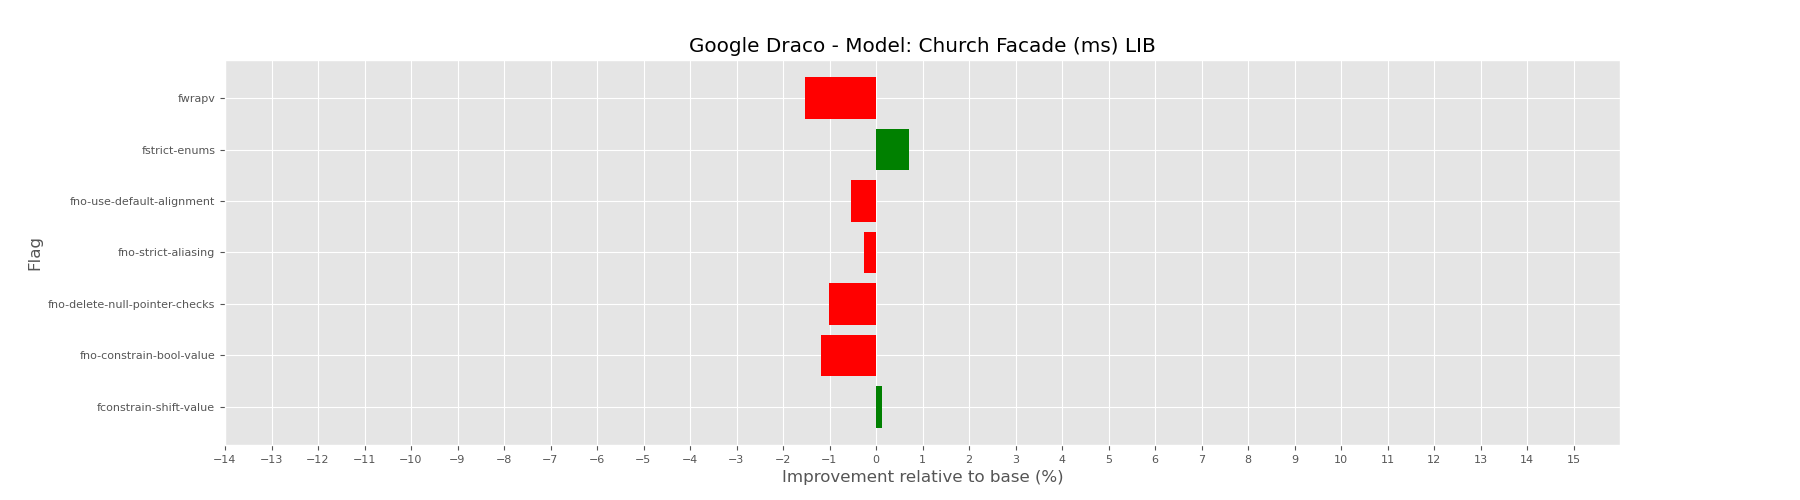 Google Draco - Model: Church Facade (ms) LIB
Flag
fwrapv
fstrict-enums
fno-use-default-alignment
fno-strict-aliasing
fno-delete-null-pointer-checks
fno-constrain-bool-value
fconstrain-shift-value
−14 −13 −12 −11 −10 −9 −8 −7 −6 −5 −4 −3 −2 −1 0 1 2 3 4 5 6 7 8 9 10 11 12 13 14 15
Improvement relative to base (%)